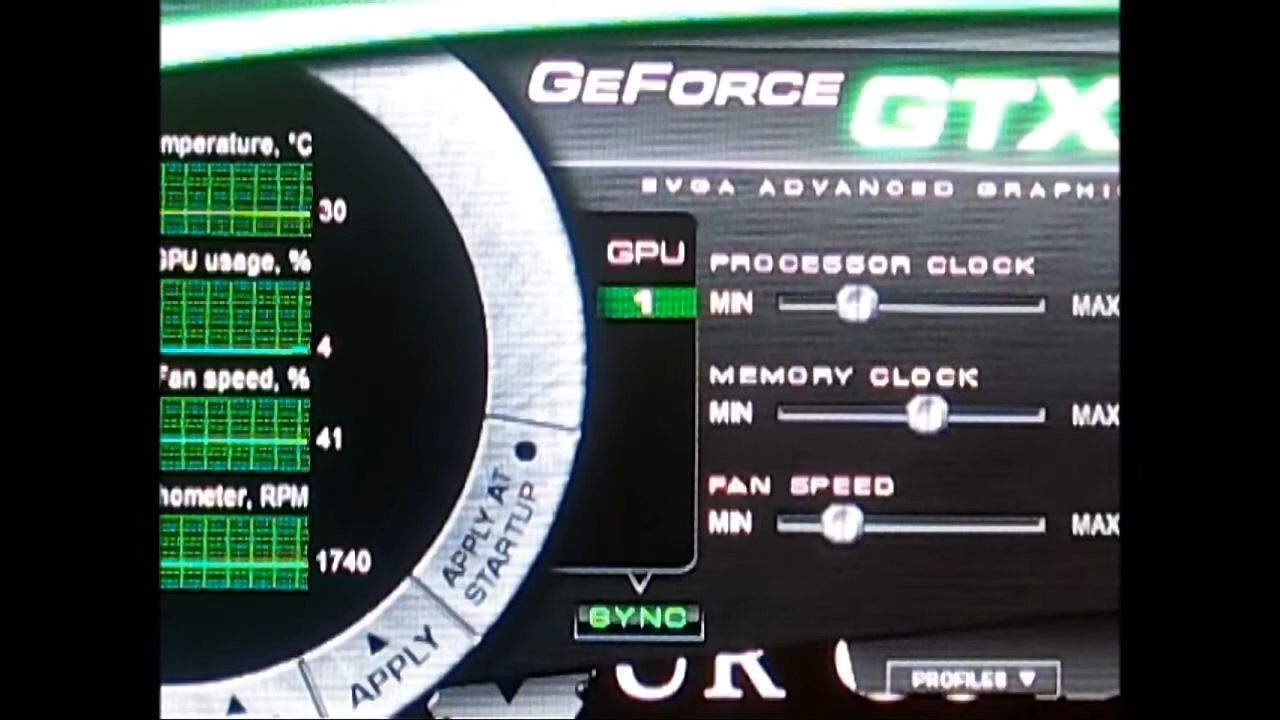 GEFORCE GTX
EVGA ADVANCED GRAPHI
mperature, °C
30
GPU usage, %
4
Fan speed, %
41
hometer, RPM
1740
GPU
1
SYNC
PROCESSOR CLOCK
MIN MAX
MEMORY CLOCK
MIN MAX
FAN SPEED
MIN MAX
APPLY AT
STARTUP
APPLY
OR
PROFILES